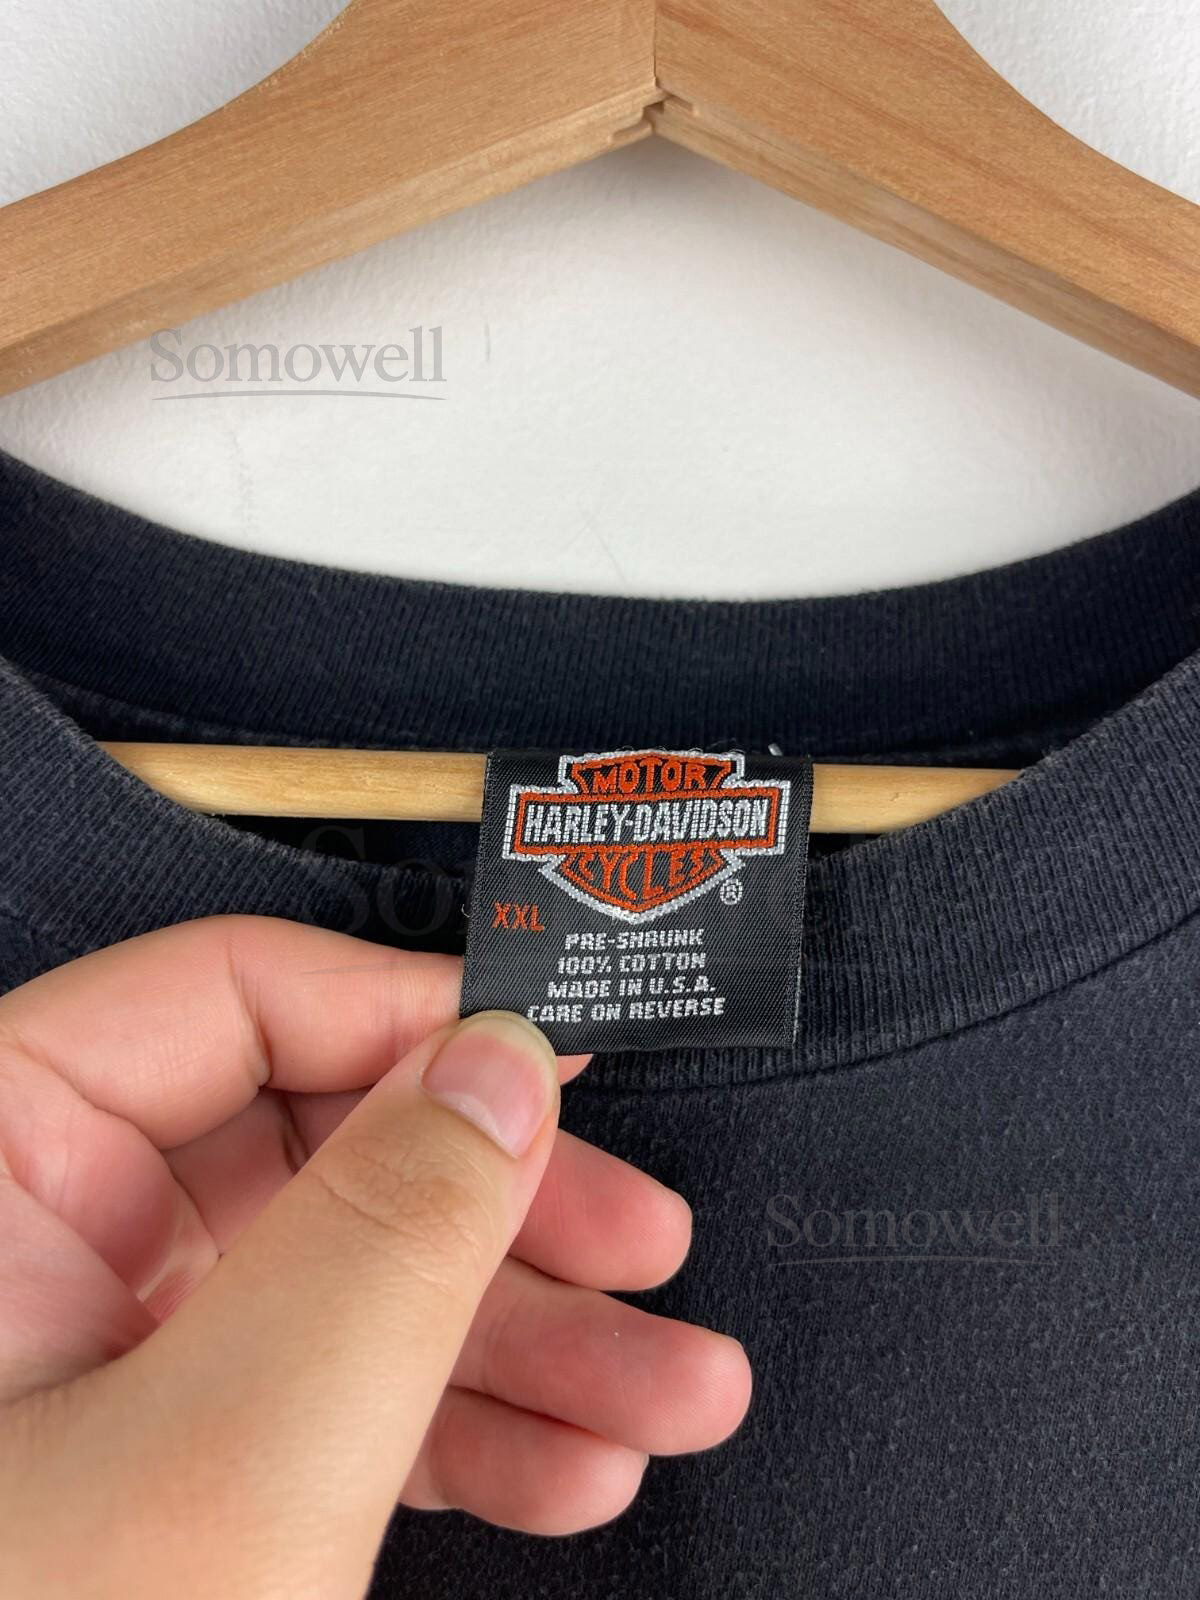 Somowell
MOTOR
HARLEY-DAVIDSON
CYCLES
®
XXL
PRE-SHRUNK
100% COTTON
MADE IN U.S.A.
CARE ON REVERSE
Somowell